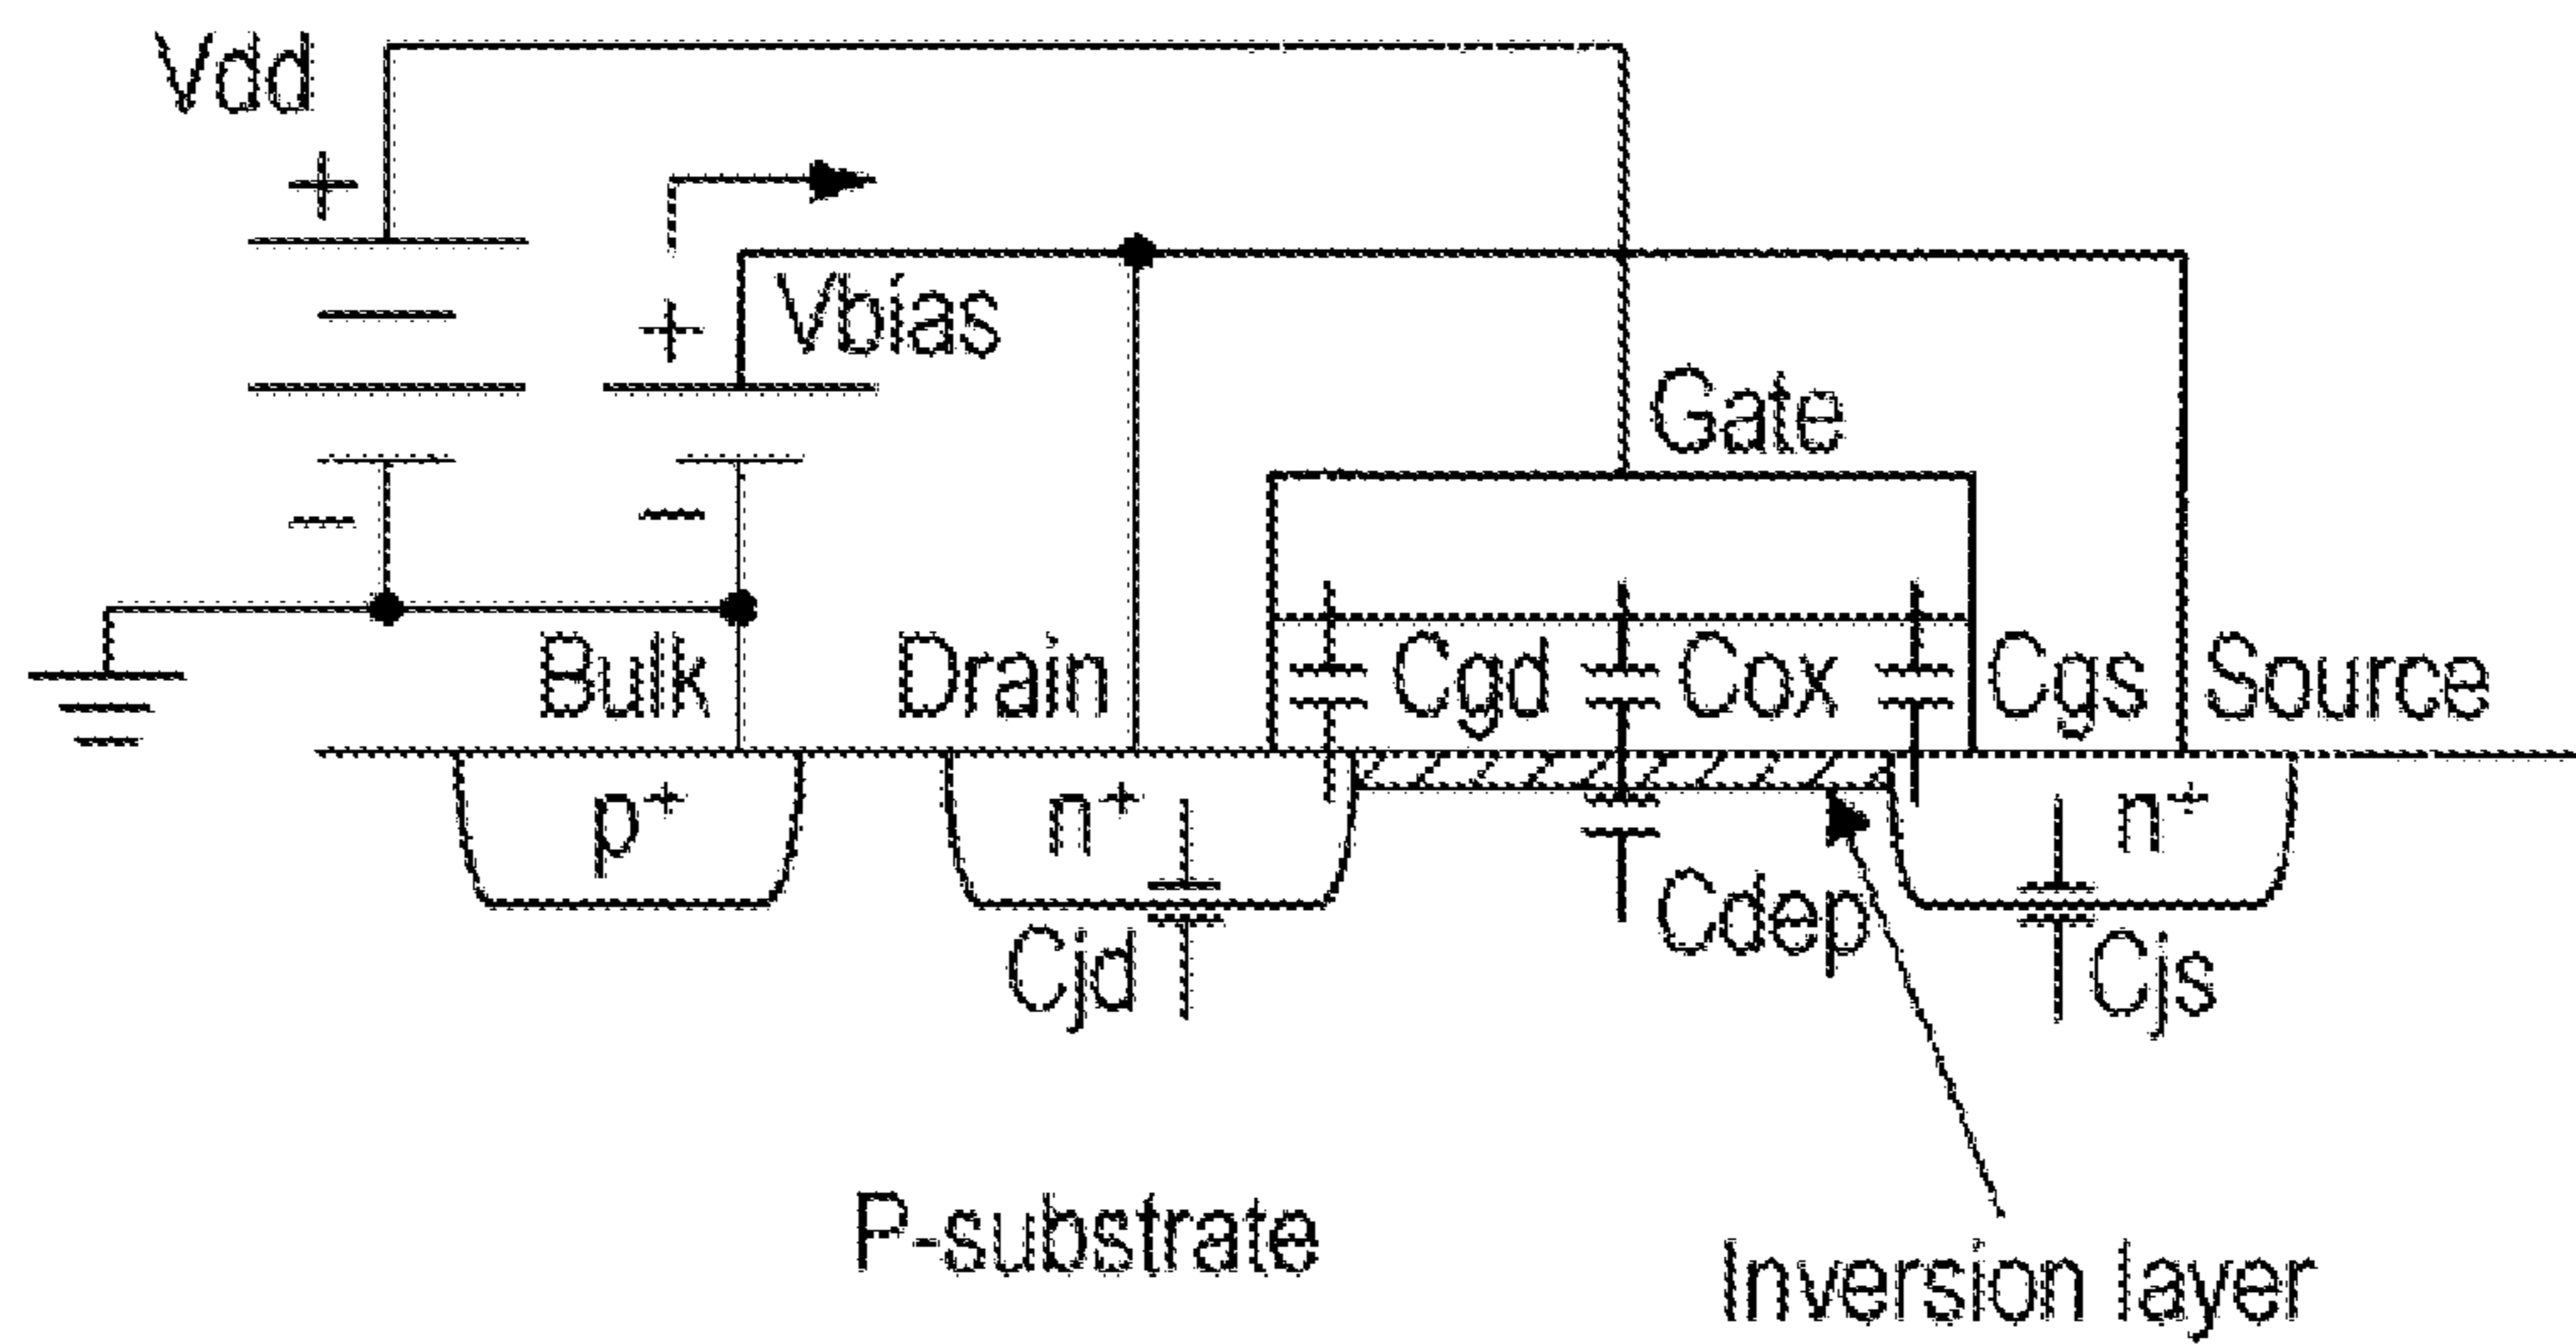 Vdd
+
+
Vbias
Gate
−
−
Bulk
Drain
Cgd
Cox
Cgs
Source
p+
n+
n+
Cdep
Cjd
Cjs
P-substrate
Inversion layer